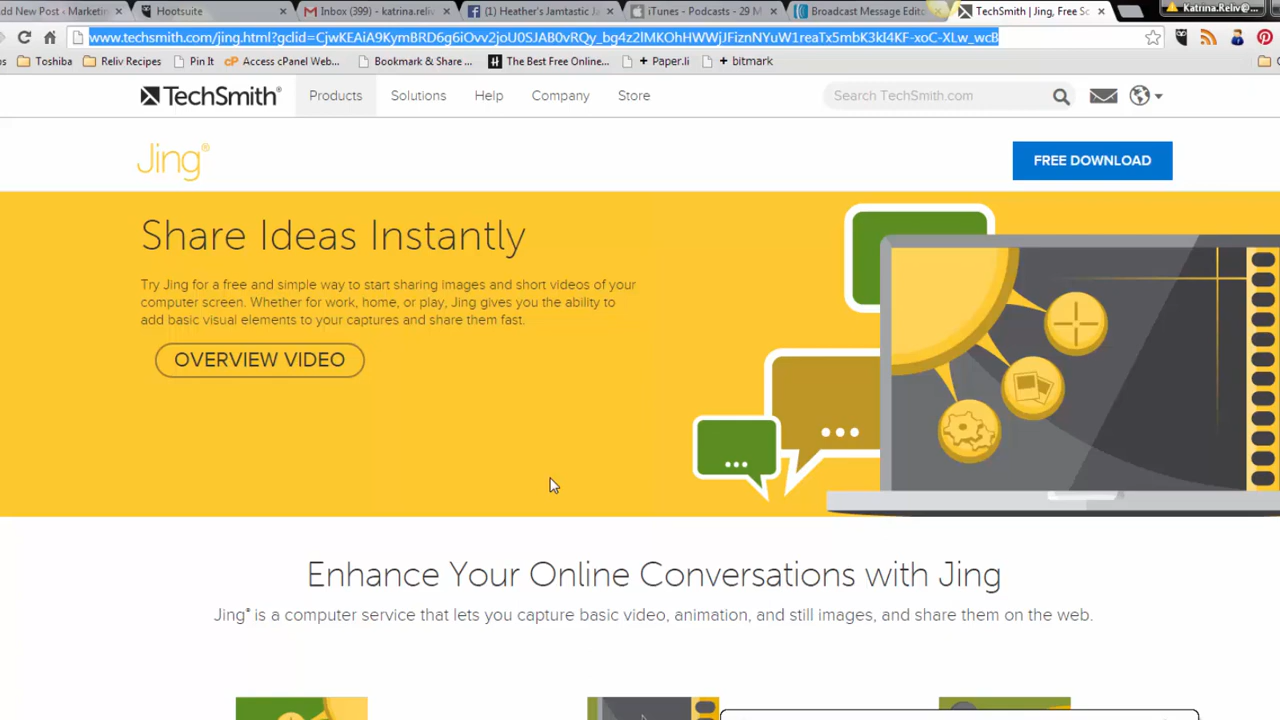 dd New Post ‹ Marketin
Hootsuite
Inbox (399) - katrina.reliv
(1) Heather's Jamtastic Ja
iTunes - Podcasts - 29 M
Broadcast Message Edito
TechSmith | Jing, Free Sc
Katrina.Reliv@...
www.techsmith.com/jing.html?gclid=CjwKEAiA9KymBRD6g6iOvv2joU0SJAB0vRQy_bg4z2lMKOhHWWjJFiznNYuW1reaTx5mbK3kI4KF-xoC-XLw_wcB
s
Toshiba
Reliv Recipes
Pin It
Access cPanel Web...
Bookmark & Share ...
The Best Free Online...
+ Paper.li
+ bitmark
TechSmith®
Products
Solutions
Help
Company
Store
Search TechSmith.com
Jing®
FREE DOWNLOAD
Share Ideas Instantly
Try Jing for a free and simple way to start sharing images and short videos of your
computer screen. Whether for work, home, or play, Jing gives you the ability to
add basic visual elements to your captures and share them fast.
OVERVIEW VIDEO
Enhance Your Online Conversations with Jing
Jing® is a computer service that lets you capture basic video, animation, and still images, and share them on the web.